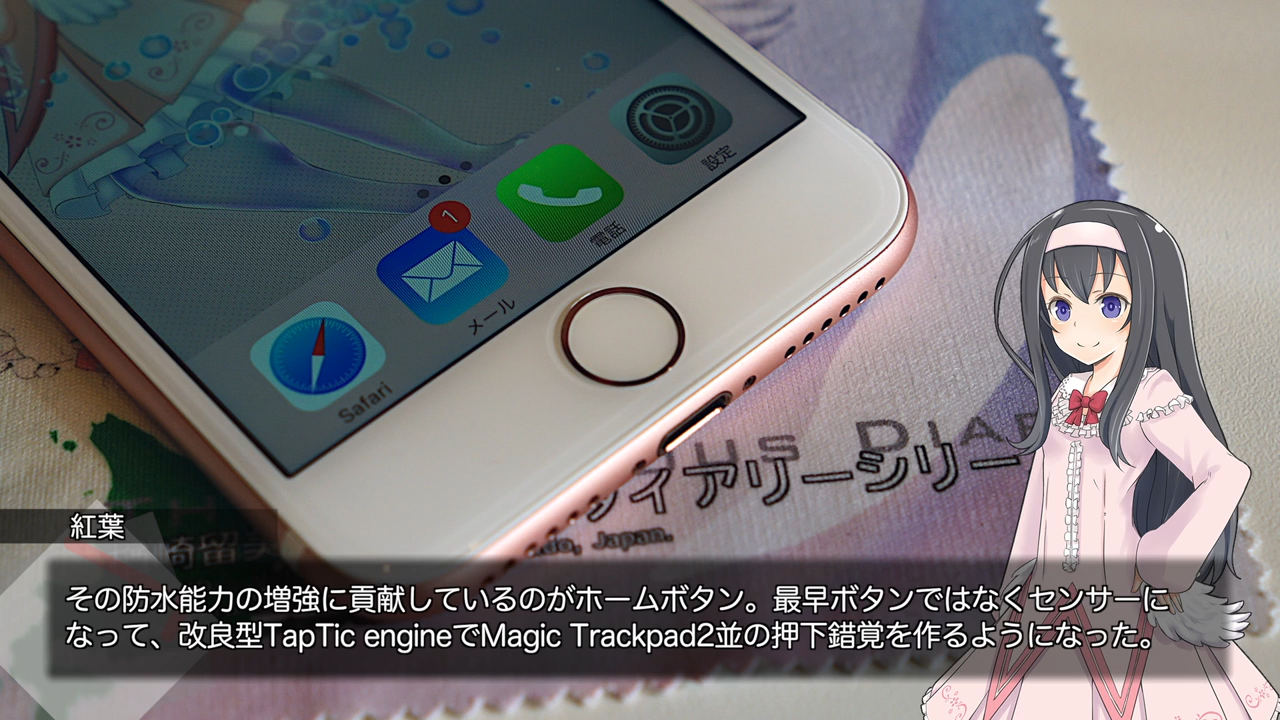 設定
電話
1
メール
Safari
DIAR
イアリーシリー
Japan.
崎留美
紅葉
その防水能力の増強に貢献しているのがホームボタン。最早ボタンではなくセンサーに
なって、改良型TapTic engineでMagic Trackpad2並の押下錯覚を作るようになった。